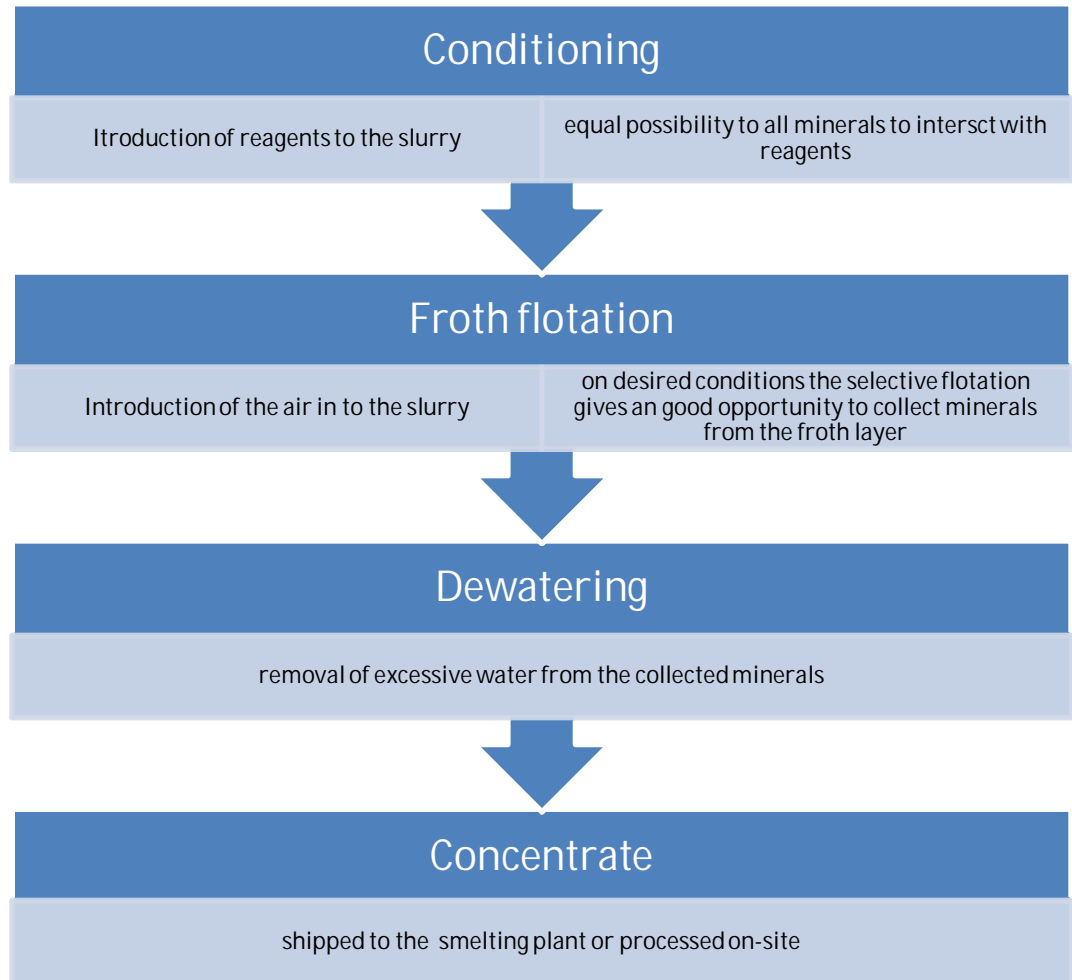 Conditioning
Itroduction of reagents to the slurry
equal possibility to all minerals to intersct with
reagents
Froth flotation
Introduction of the air in to the slurry
on desired conditions the selective flotation
gives an good opportunity to collect minerals
from the froth layer
Dewatering
removal of excessive water from the collected minerals
Concentrate
shipped to the smelting plant or processed on-site